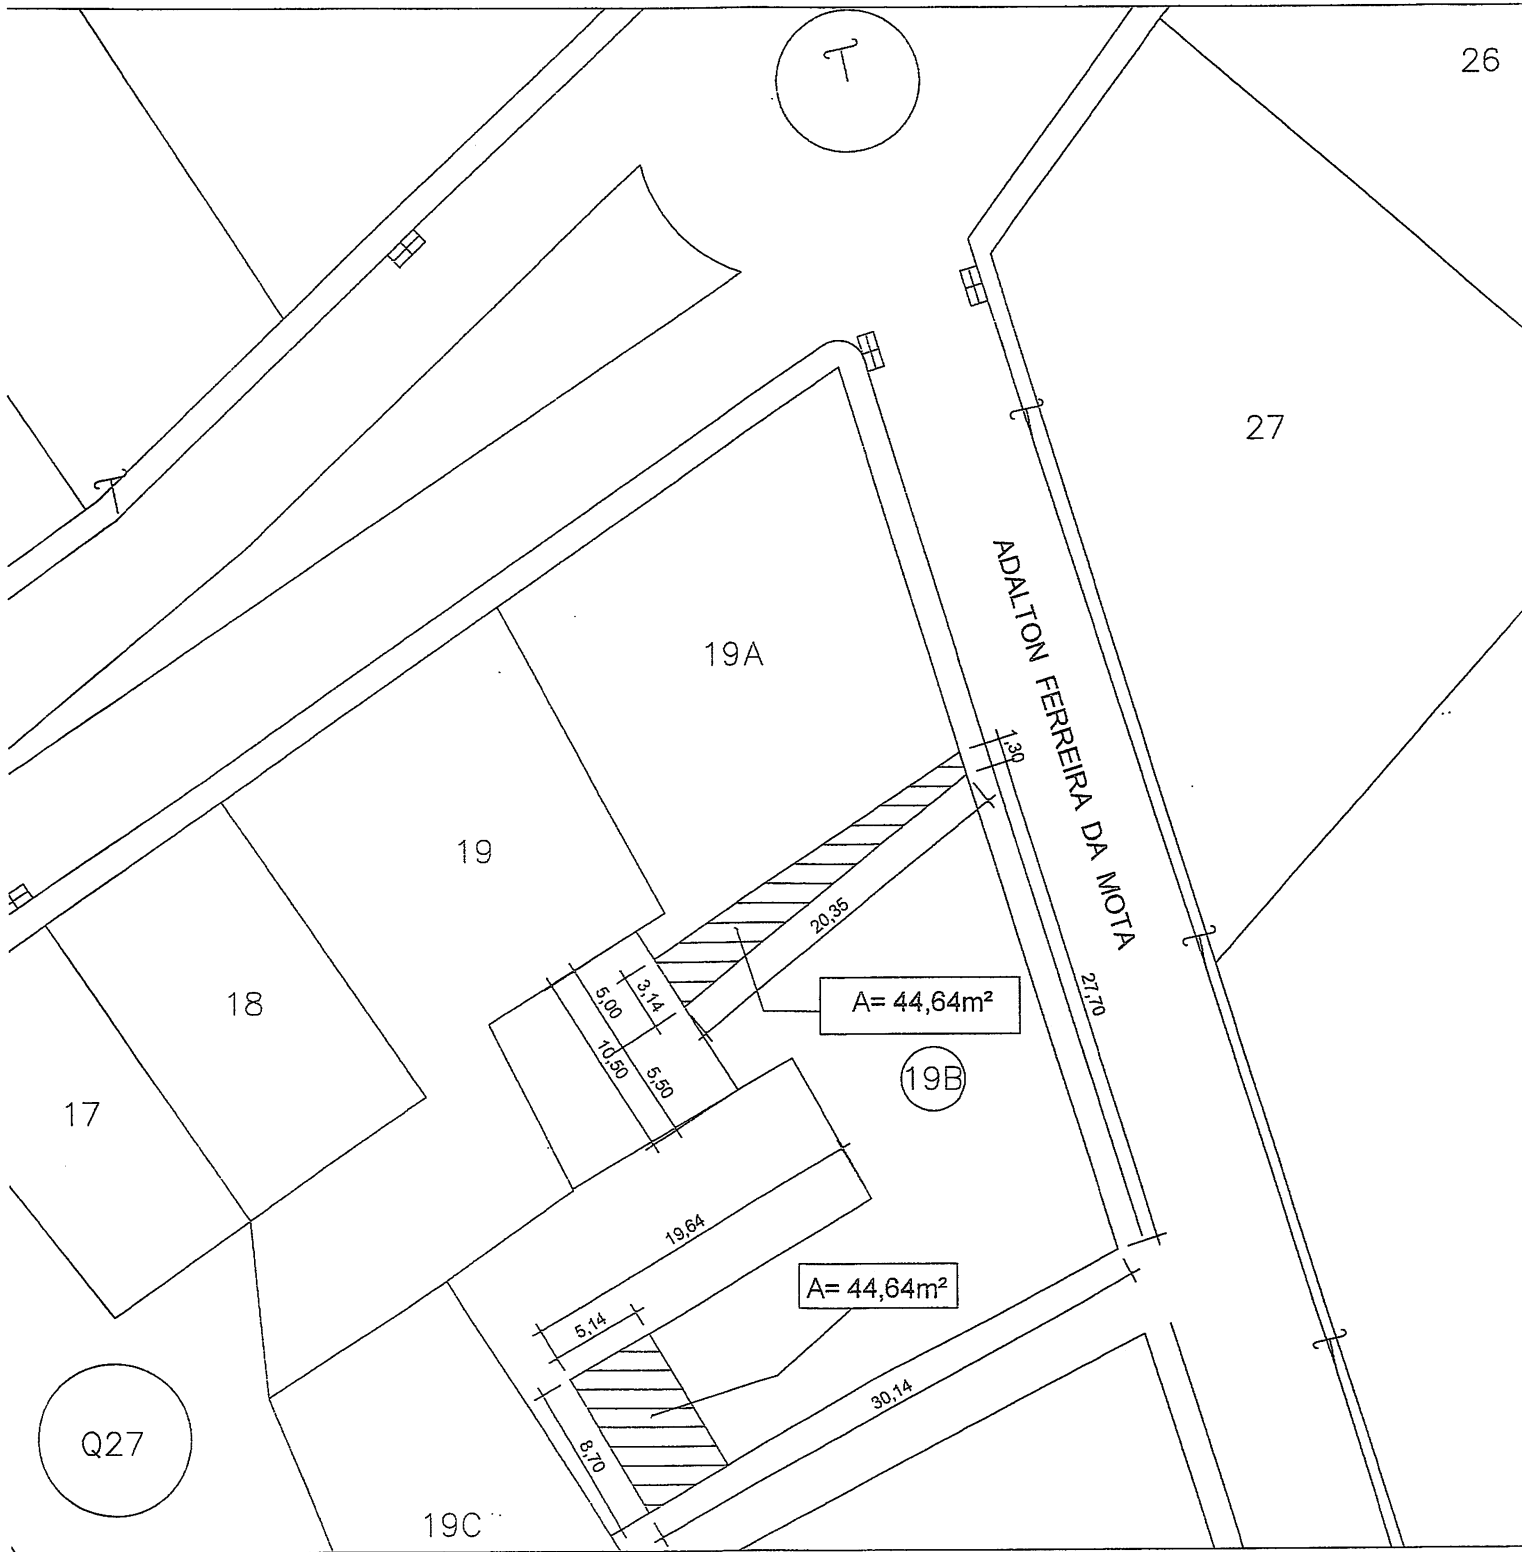 T
26
27
ADALTON FERREIRA DA MOTA
19A
1,30
19
20,35
18
5,00
3,14
27,70
A= 44,64m²
10,50
5,50
19B
17
19,64
A= 44,64m²
5,14
30,14
Q27
8,70
19C